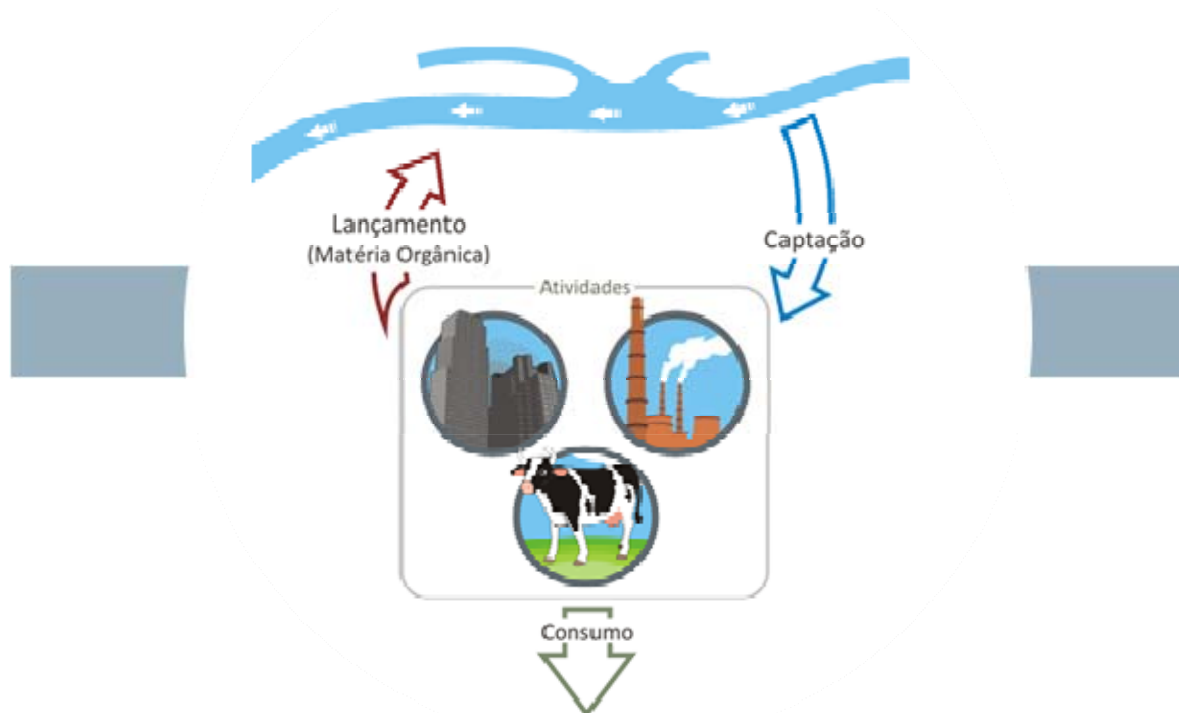 Lançamento
(Matéria Orgânica)
Captação
Atividades
Consumo